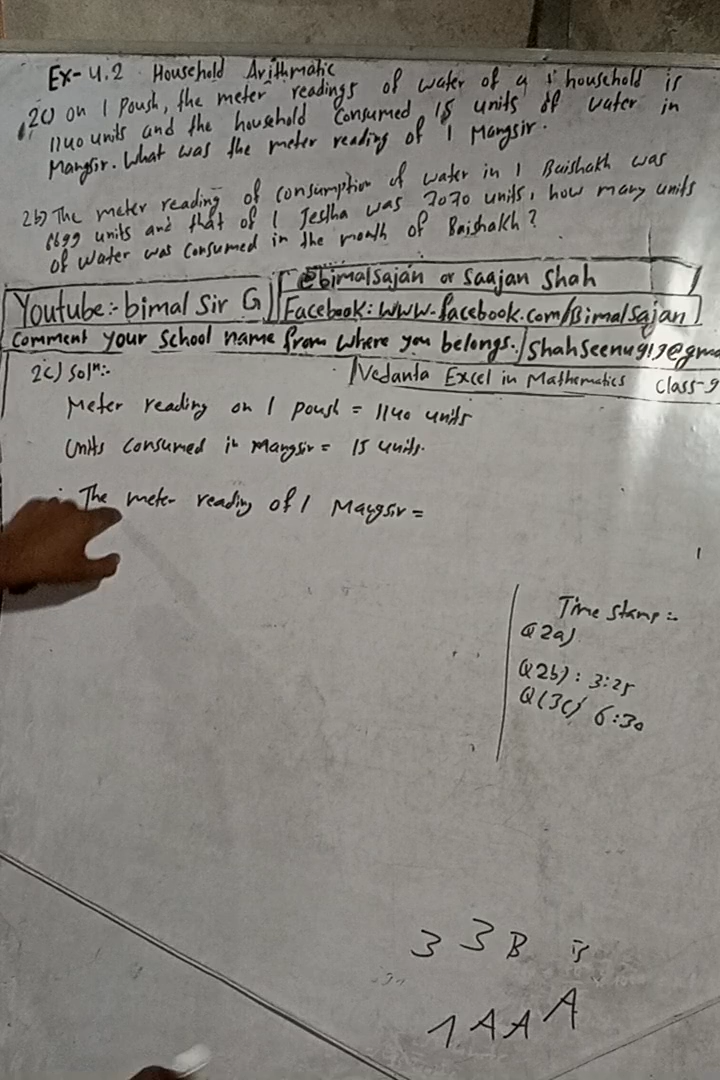 Ex-4.2 Household Arithmatic
2c) on 1 Poush, the meter readings of water of a household is
1140 units and the household consumed 15 units of water in
Mangsir. What was the meter reading of 1 Mangsir.
2b) The meter reading of consumption of water in 1 Baishakh was
6899 units and that of 1 Jestha was 7070 units, how many units
of water was consumed in the month of Baishakh?
@bimalsajan or Saajan Shah
Youtube:- bimal Sir G
Facebook: www.facebook.com/Bimalsajan
Comment your School name from where you belongs.
Shahseenu913@gma
Vedanta Excel in Mathematics class-9
2c) Solⁿ:-
Meter reading on 1 poush = 1140 units
Units Consumed in Mangsir = 15 units.
The meter reading of 1 Mangsir =
Time Stamp:-
Q2a)
Q2b) : 3:25
Q(3c) 6:30
3 3 B is
1 A A A